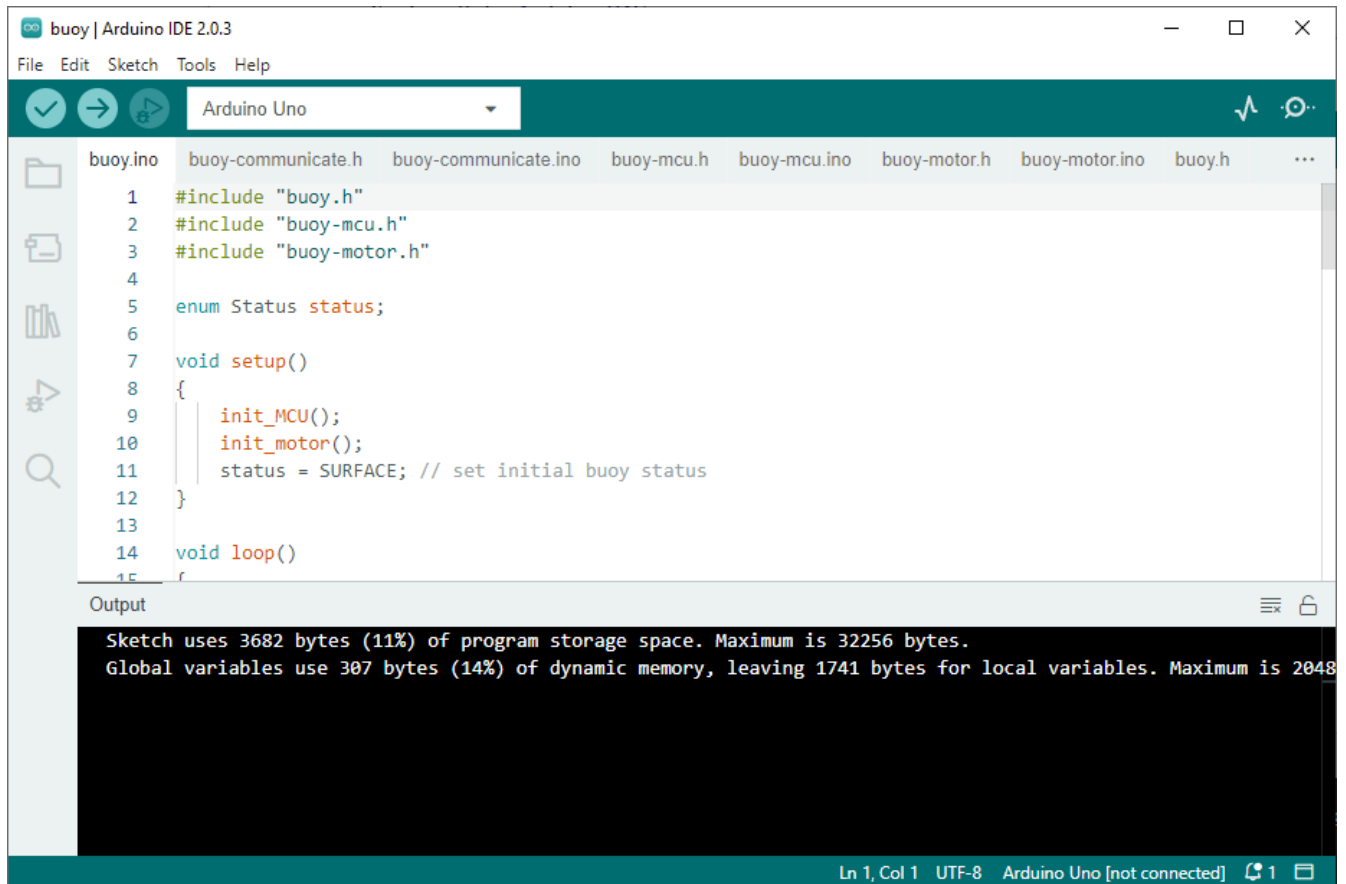 buoy | Arduino IDE 2.0.3
File Edit Sketch Tools Help
Arduino Uno
buoy.ino buoy-communicate.h buoy-communicate.ino buoy-mcu.h buoy-mcu.ino buoy-motor.h buoy-motor.ino buoy.h ...
1 #include "buoy.h"
2 #include "buoy-mcu.h"
3 #include "buoy-motor.h"
4
5 enum Status status;
6
7 void setup()
8 {
9 init_MCU();
10 init_motor();
11 status = SURFACE; // set initial buoy status
12 }
13
14 void loop()
15 {
Output
Sketch uses 3682 bytes (11%) of program storage space. Maximum is 32256 bytes.
Global variables use 307 bytes (14%) of dynamic memory, leaving 1741 bytes for local variables. Maximum is 2048
Ln 1, Col 1 UTF-8 Arduino Uno [not connected] 1